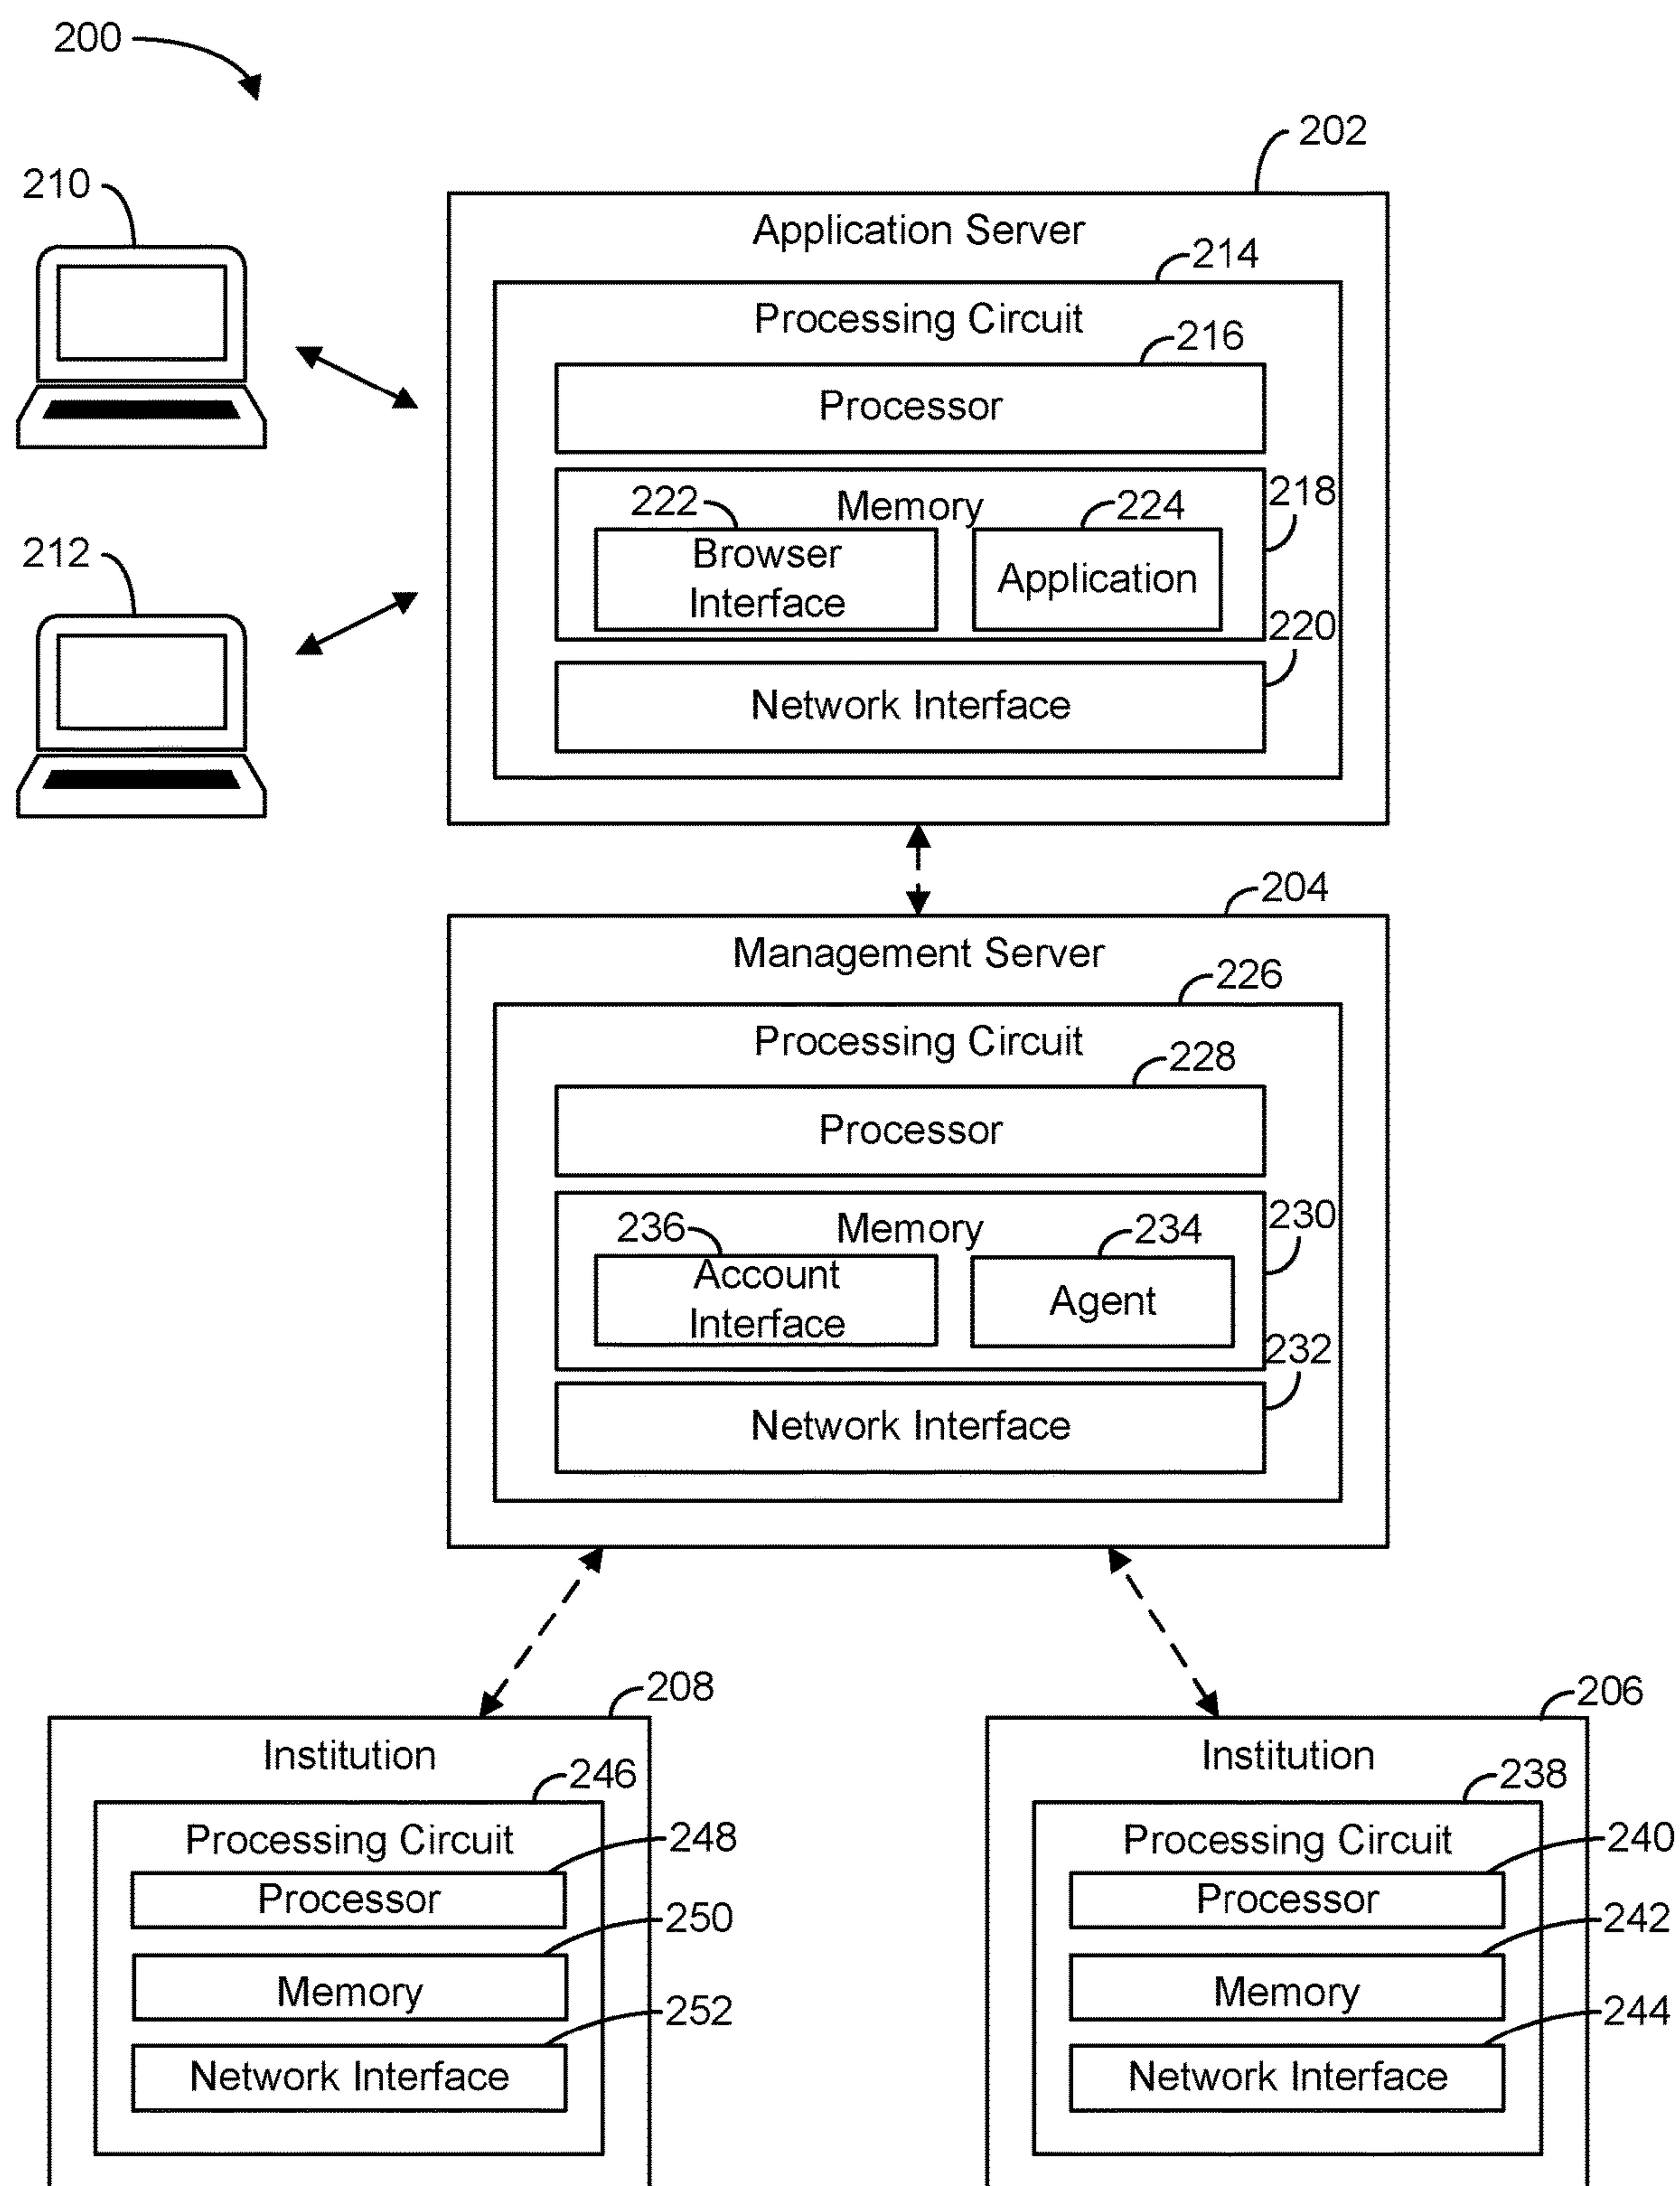 200
202
210
Application Server
214
Processing Circuit
216
Processor
218
Memory
222
224
Browser
Interface
Application
212
220
Network Interface
204
Management Server
226
Processing Circuit
228
Processor
230
Memory
236
234
Account
Interface
Agent
232
Network Interface
208
Institution
246
Processing Circuit
248
Processor
250
Memory
252
Network Interface
206
Institution
238
Processing Circuit
240
Processor
242
Memory
244
Network Interface